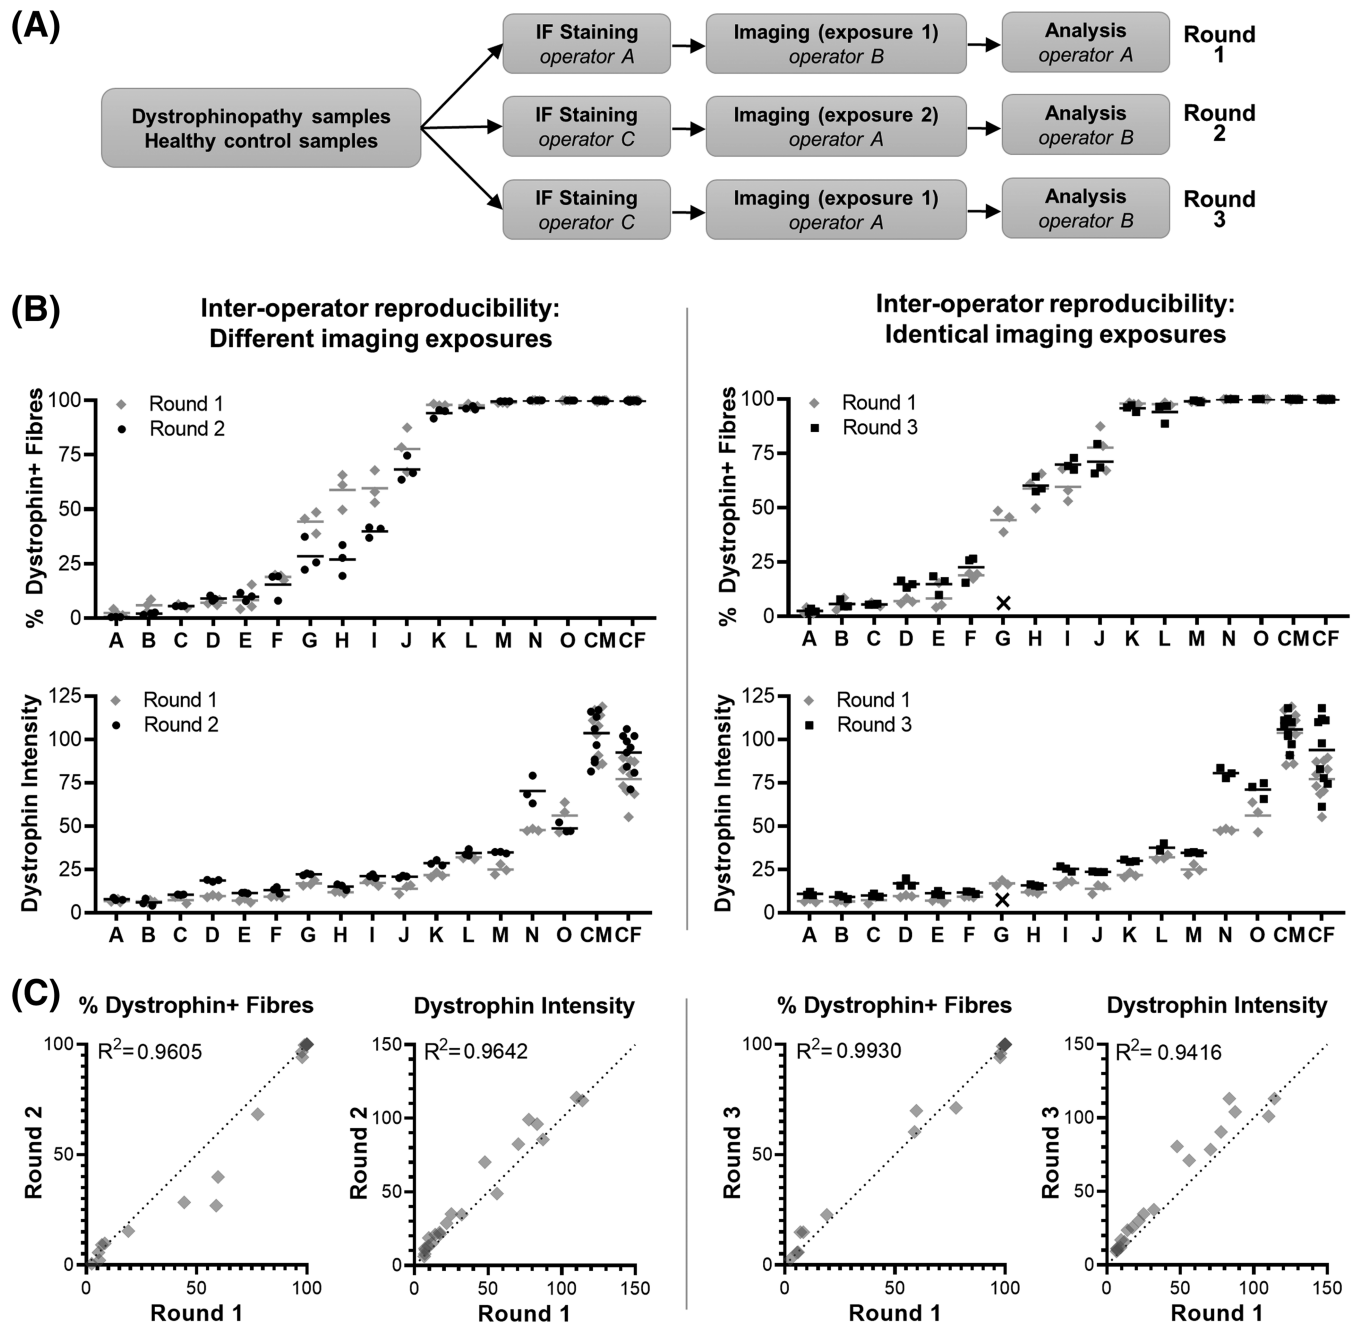 (A)
Dystrophinopathy samples
Healthy control samples
IF Staining
operator A
Imaging (exposure 1)
operator B
Analysis
operator A
Round
1
IF Staining
operator C
Imaging (exposure 2)
operator A
Analysis
operator B
Round
2
IF Staining
operator C
Imaging (exposure 1)
operator A
Analysis
operator B
Round
3
(B)
Inter-operator reproducibility:
Different imaging exposures
Inter-operator reproducibility:
Identical imaging exposures
% Dystrophin+ Fibres
100
75
50
25
0
Round 1
Round 2
A B C D E F G H I J K L M N O CM CF
% Dystrophin+ Fibres
100
75
50
25
0
Round 1
Round 3
A B C D E F G H I J K L M N O CM CF
Dystrophin Intensity
125
100
75
50
25
0
Round 1
Round 2
A B C D E F G H I J K L M N O CM CF
Dystrophin Intensity
125
100
75
50
25
0
Round 1
Round 3
A B C D E F G H I J K L M N O CM CF
(C)
% Dystrophin+ Fibres
R²=0.9605
Round 2
100
50
0
0 50 100
Round 1
Dystrophin Intensity
R²=0.9642
Round 2
150
100
50
0
0 50 100 150
Round 1
% Dystrophin+ Fibres
R²=0.9930
Round 3
100
50
0
0 50 100
Round 1
Dystrophin Intensity
R²=0.9416
Round 3
150
100
50
0
0 50 100 150
Round 1